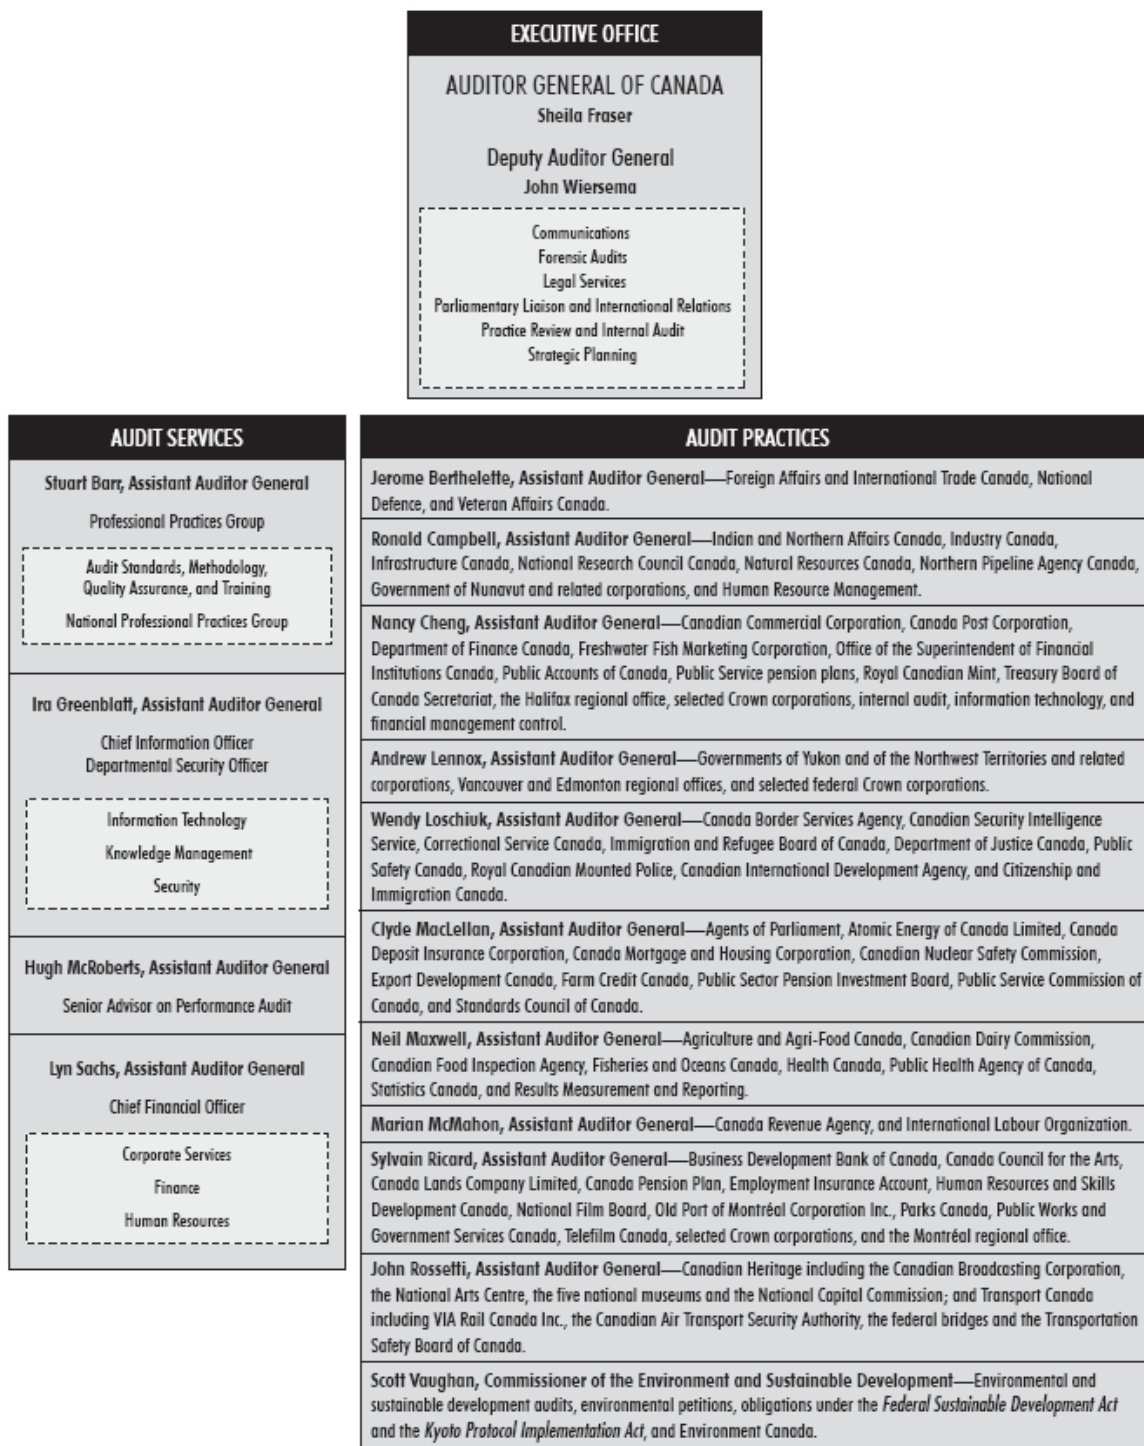 EXECUTIVE OFFICE
AUDITOR GENERAL OF CANADA
Sheila Fraser
Deputy Auditor General
John Wiersema
Communications
Forensic Audits
Legal Services
Parliamentary Liaison and International Relations
Practice Review and Internal Audit
Strategic Planning
AUDIT SERVICES
Stuart Barr, Assistant Auditor General
Professional Practices Group
Audit Standards, Methodology,
Quality Assurance, and Training
National Professional Practices Group
Ira Greenblatt, Assistant Auditor General
Chief Information Officer
Departmental Security Officer
Information Technology
Knowledge Management
Security
Hugh McRoberts, Assistant Auditor General
Senior Advisor on Performance Audit
Lyn Sachs, Assistant Auditor General
Chief Financial Officer
Corporate Services
Finance
Human Resources
AUDIT PRACTICES
Jerome Berthelette, Assistant Auditor General—Foreign Affairs and International Trade Canada, National
Defence, and Veteran Affairs Canada.
Ronald Campbell, Assistant Auditor General—Indian and Northern Affairs Canada, Industry Canada,
Infrastructure Canada, National Research Council Canada, Natural Resources Canada, Northern Pipeline Agency Canada,
Government of Nunavut and related corporations, and Human Resource Management.
Nancy Cheng, Assistant Auditor General—Canadian Commercial Corporation, Canada Post Corporation,
Department of Finance Canada, Freshwater Fish Marketing Corporation, Office of the Superintendent of Financial
Institutions Canada, Public Accounts of Canada, Public Service pension plans, Royal Canadian Mint, Treasury Board of
Canada Secretariat, the Halifax regional office, selected Crown corporations, internal audit, information technology, and
financial management control.
Andrew Lennox, Assistant Auditor General—Governments of Yukon and of the Northwest Territories and related
corporations, Vancouver and Edmonton regional offices, and selected federal Crown corporations.
Wendy Loschiuk, Assistant Auditor General—Canada Border Services Agency, Canadian Security Intelligence
Service, Correctional Service Canada, Immigration and Refugee Board of Canada, Department of Justice Canada, Public
Safety Canada, Royal Canadian Mounted Police, Canadian International Development Agency, and Citizenship and
Immigration Canada.
Clyde MacLellan, Assistant Auditor General—Agents of Parliament, Atomic Energy of Canada Limited, Canada
Deposit Insurance Corporation, Canada Mortgage and Housing Corporation, Canadian Nuclear Safety Commission,
Export Development Canada, Farm Credit Canada, Public Sector Pension Investment Board, Public Service Commission of
Canada, and Standards Council of Canada.
Neil Maxwell, Assistant Auditor General—Agriculture and Agri-Food Canada, Canadian Dairy Commission,
Canadian Food Inspection Agency, Fisheries and Oceans Canada, Health Canada, Public Health Agency of Canada,
Statistics Canada, and Results Measurement and Reporting.
Marian McMahon, Assistant Auditor General—Canada Revenue Agency, and International Labour Organization.
Sylvain Ricard, Assistant Auditor General—Business Development Bank of Canada, Canada Council for the Arts,
Canada Lands Company Limited, Canada Pension Plan, Employment Insurance Account, Human Resources and Skills
Development Canada, National Film Board, Old Port of Montréal Corporation Inc., Parks Canada, Public Works and
Government Services Canada, Telefilm Canada, selected Crown corporations, and the Montréal regional office.
John Rossetti, Assistant Auditor General—Canadian Heritage including the Canadian Broadcasting Corporation,
the National Arts Centre, the five national museums and the National Capital Commission; and Transport Canada
including VIA Rail Canada Inc., the Canadian Air Transport Security Authority, the federal bridges and the Transportation
Safety Board of Canada.
Scott Vaughan, Commissioner of the Environment and Sustainable Development—Environmental and
sustainable development audits, environmental petitions, obligations under the Federal Sustainable Development Act
and the Kyoto Protocol Implementation Act, and Environment Canada.